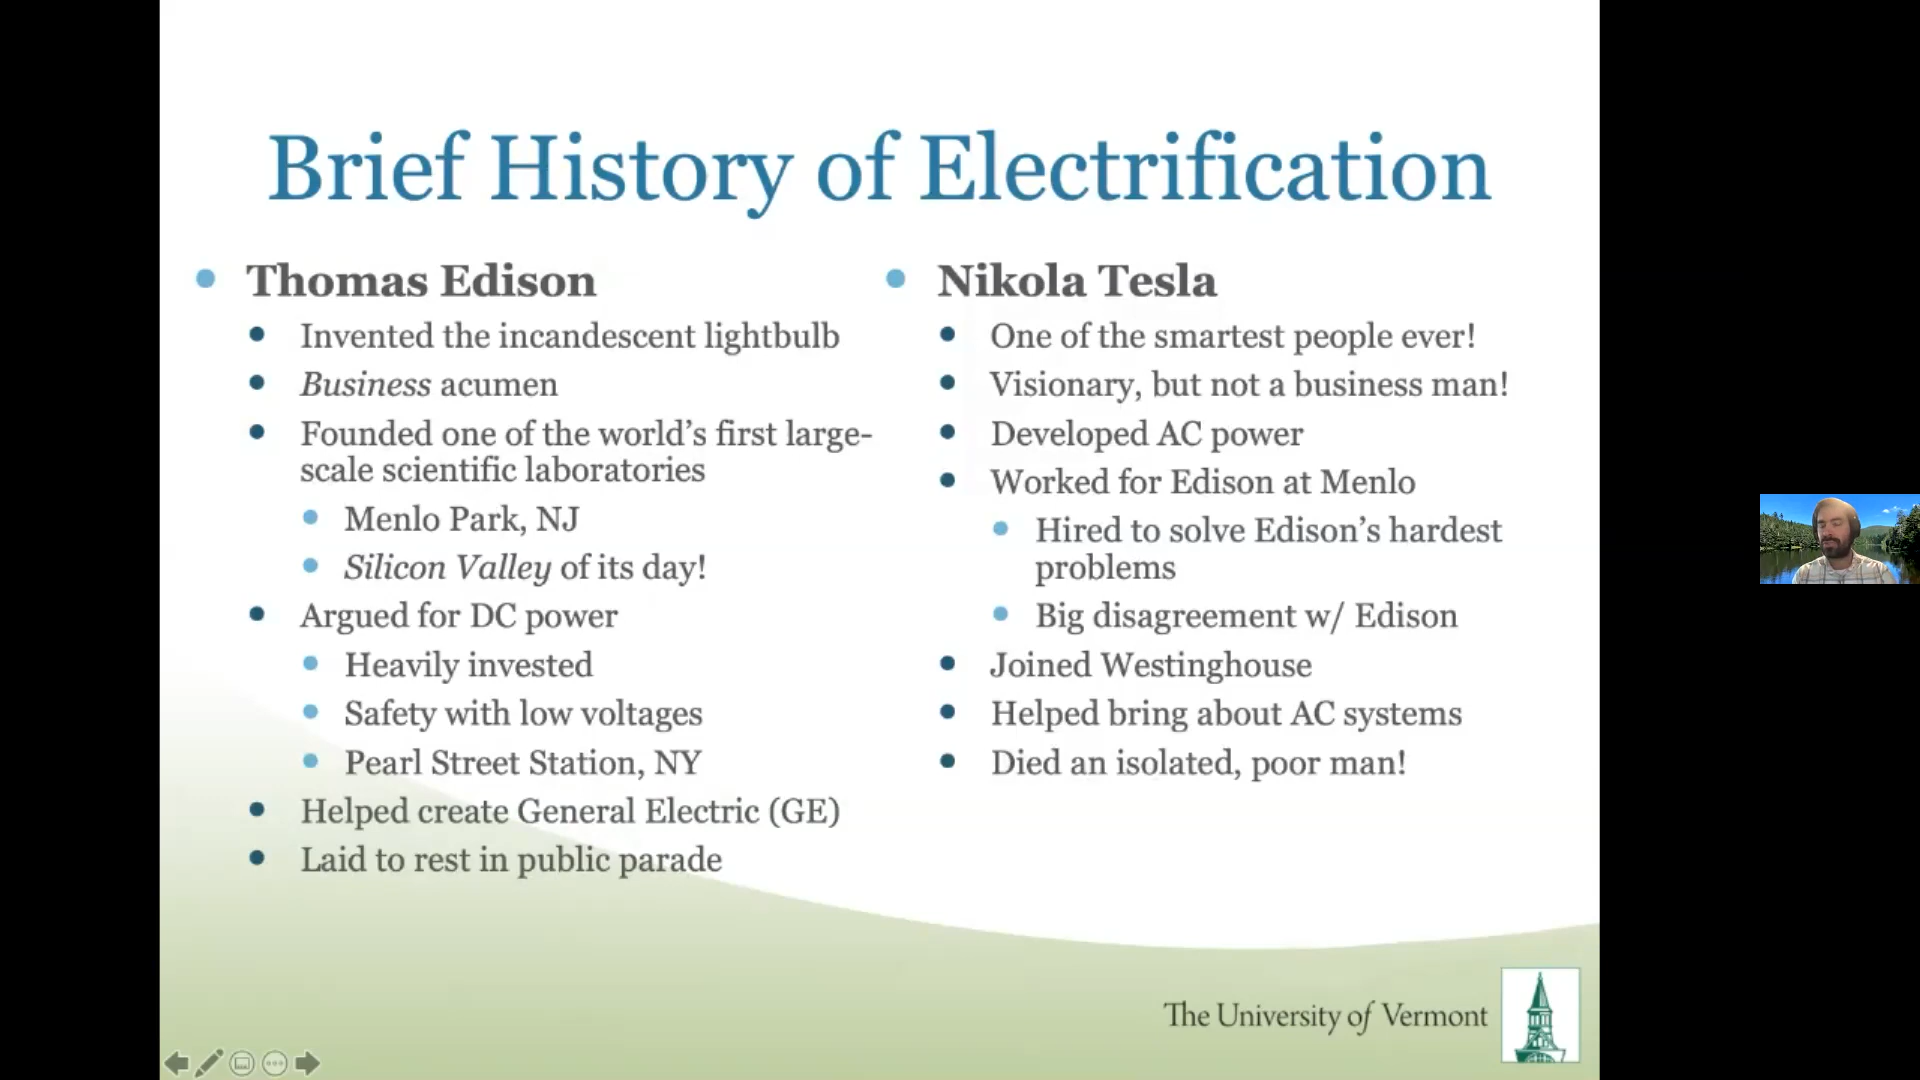 Brief History of Electrification
Thomas Edison
Invented the incandescent lightbulb
Business acumen
Founded one of the world's first large-
scale scientific laboratories
Menlo Park, NJ
Silicon Valley of its day!
Argued for DC power
Heavily invested
Safety with low voltages
Pearl Street Station, NY
Helped create General Electric (GE)
Laid to rest in public parade
Nikola Tesla
One of the smartest people ever!
Visionary, but not a business man!
Developed AC power
Worked for Edison at Menlo
Hired to solve Edison's hardest
problems
Big disagreement w/ Edison
Joined Westinghouse
Helped bring about AC systems
Died an isolated, poor man!
The University of Vermont